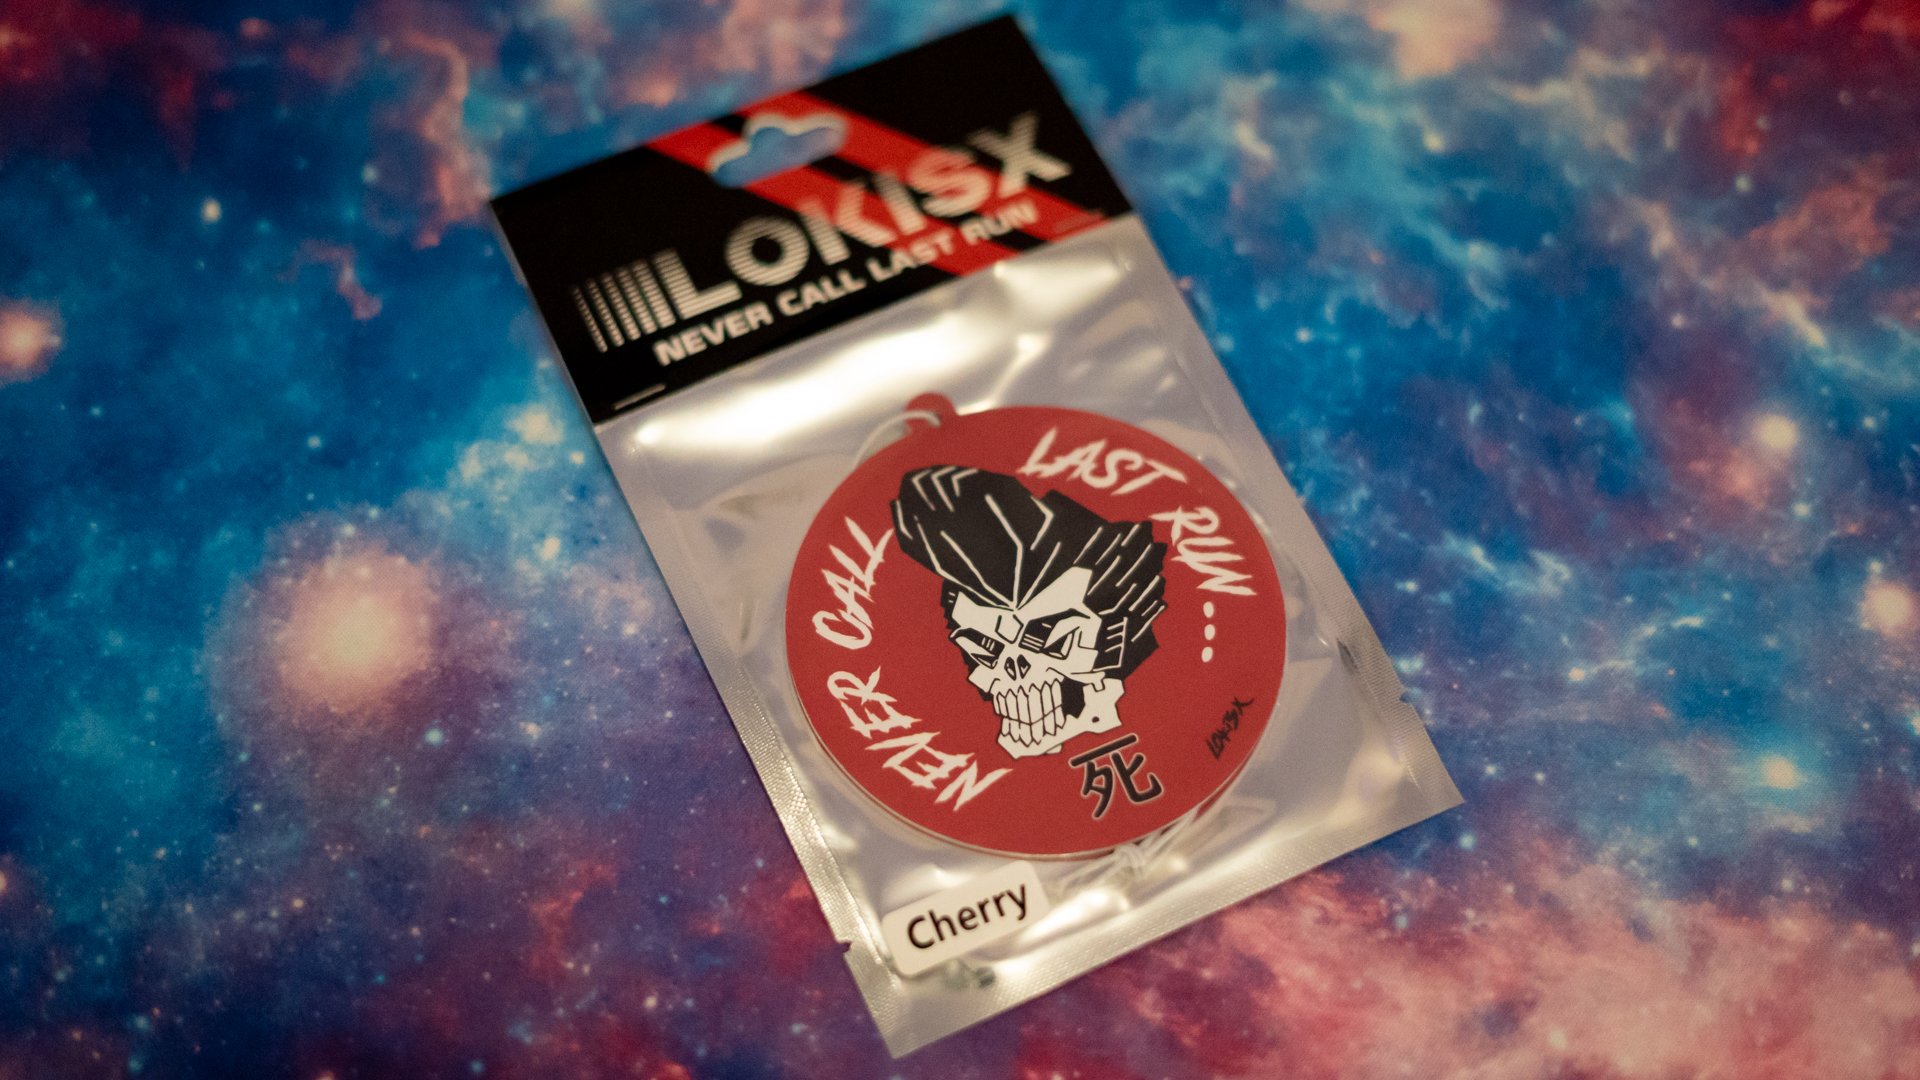 LOKISX
NEVER CALL LAST RUN
NEVER CALL
LAST RUN...
死
LOKISX
Cherry